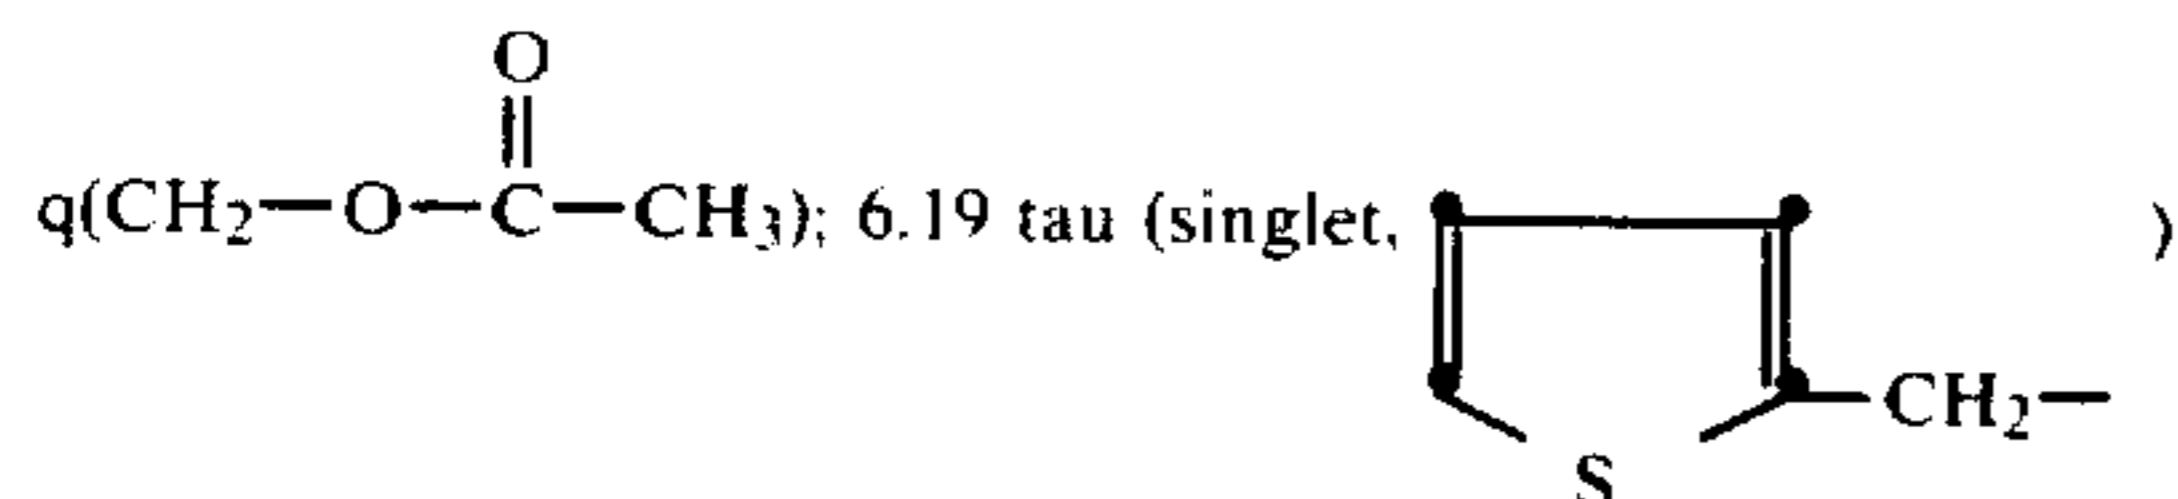 O
q(CH2—O—C—CH3); 6.19 tau (singlet, )
CH2—
S